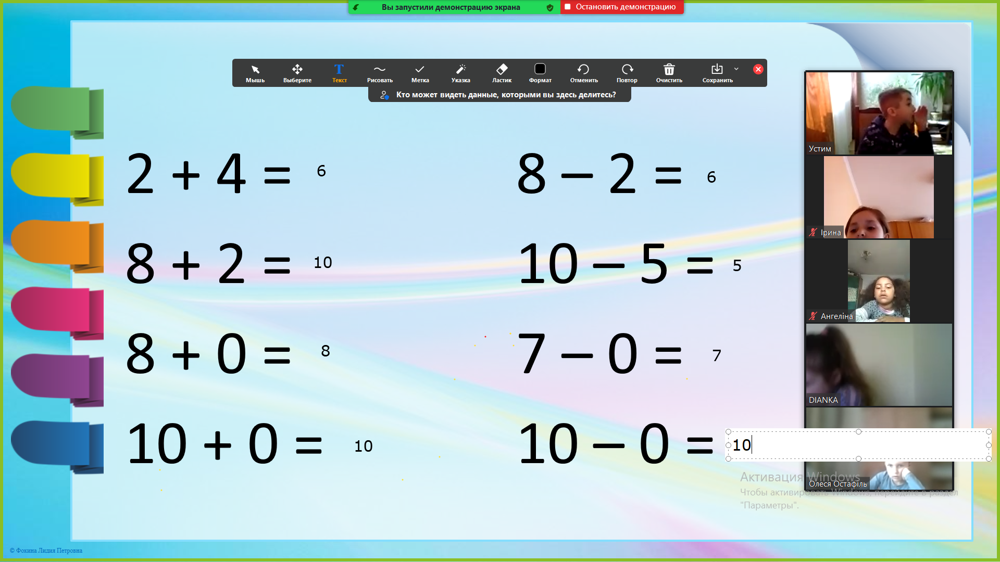 Вы запустили демонстрацию экрана Остановить демонстрацию
Мышь Выберите Текст Рисовать Метка Указка Ластик Формат Отменить Повтор Очистить Сохранить
Кто может видеть данные, которыми вы здесь делитесь?
2 + 4 = 6
8 – 2 = 6
8 + 2 = 10
10 – 5 = 5
8 + 0 = 8
7 – 0 = 7
10 + 0 = 10
10 – 0 = 10
Устим
Ірина
Ангеліна
DIANKA
Олеся Остафіль
Активация Windows
Чтобы активировать Windows, перейдите в раздел
"Параметры".
© Фокина Лидия Петровна